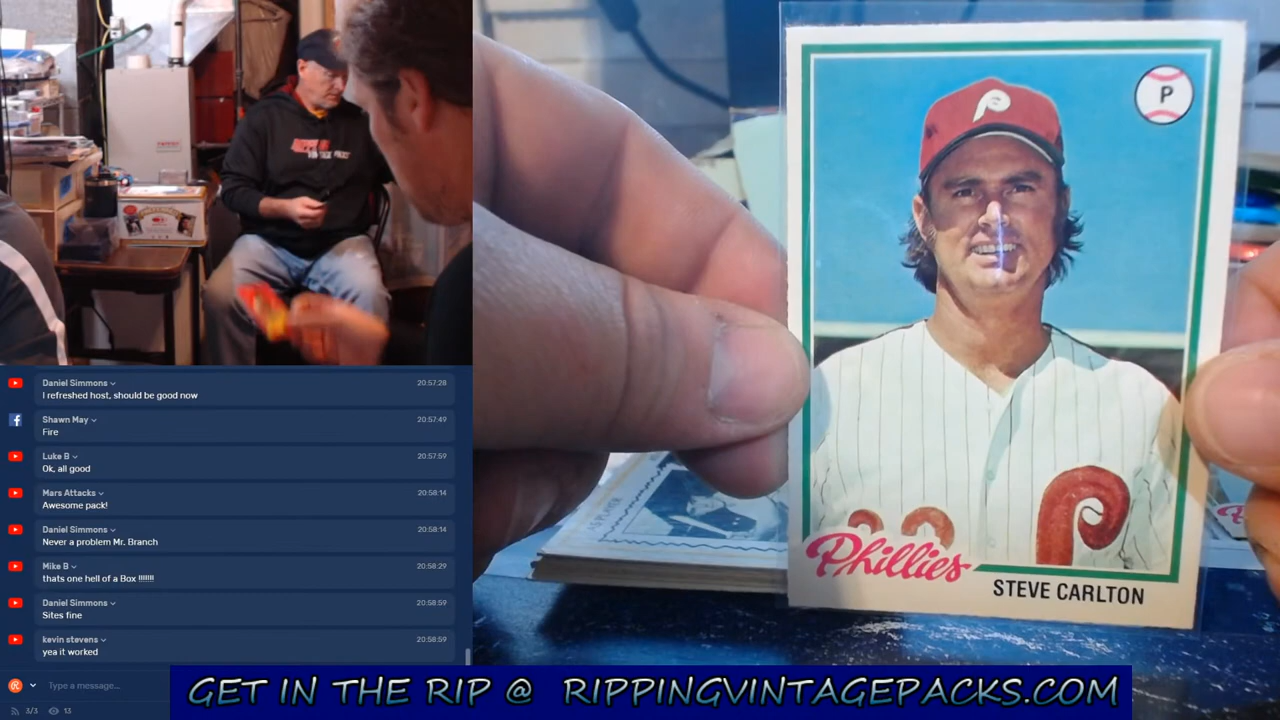 Daniel Simmons
20:57:28
I refreshed host, should be good now
Shawn May
20:57:49
Fire
Luke B
20:57:59
Ok, all good
Mars Attacks
20:58:14
Awesome pack!
Daniel Simmons
20:58:14
Never a problem Mr. Branch
Mike B
20:58:29
thats one hell of a Box !!!!!!!
Daniel Simmons
20:58:59
Sites fine
kevin stevens
20:58:59
yea it worked
Type a message...
3/3
13
P
P
P
Phillies
STEVE CARLTON
GET IN THE RIP @ RIPPINGVINTAGEPACKS.COM